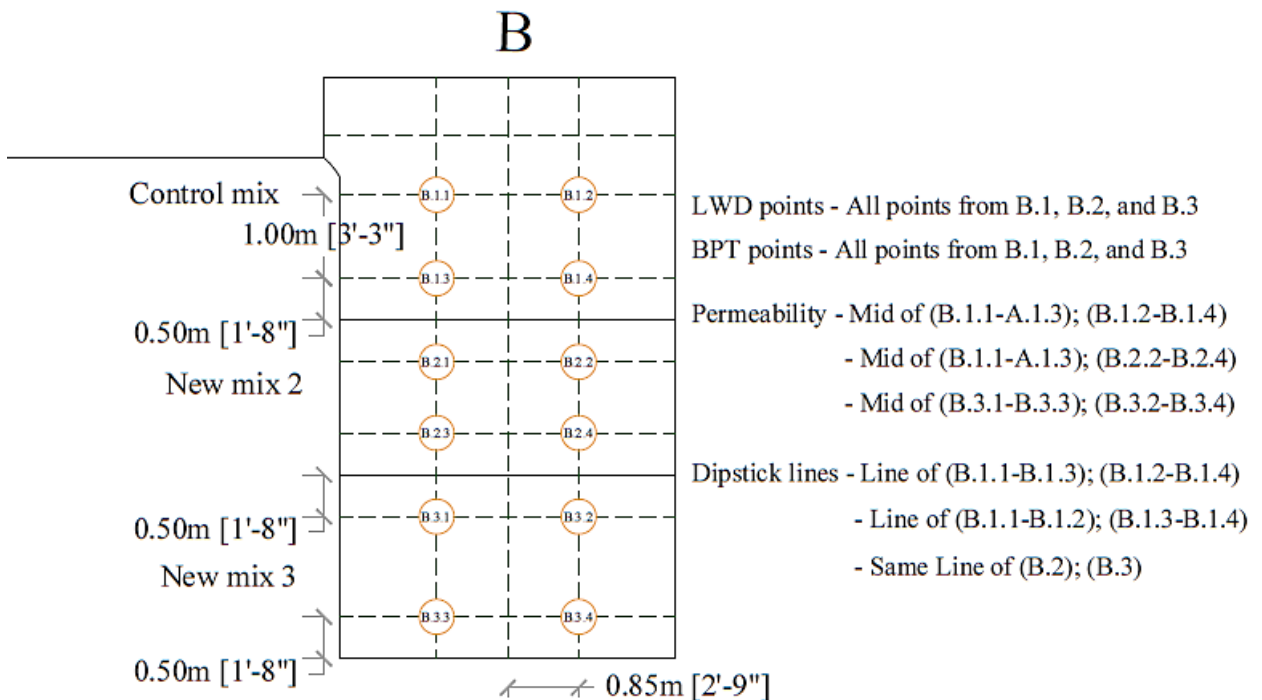 B
Control mix
B.1.1
B.1.2
LWD points - All points from B.1, B.2, and B.3
1.00m [3'-3"]
BPT points - All points from B.1, B.2, and B.3
B.1.3
B.1.4
Permeability - Mid of (B.1.1-A.1.3); (B.1.2-B.1.4)
0.50m [1'-8"]
B.2.1
B.2.2
- Mid of (B.1.1-A.1.3); (B.2.2-B.2.4)
New mix 2
- Mid of (B.3.1-B.3.3); (B.3.2-B.3.4)
B.2.3
B.2.4
Dipstick lines - Line of (B.1.1-B.1.3); (B.1.2-B.1.4)
0.50m [1'-8"]
B.3.1
B.3.2
- Line of (B.1.1-B.1.2); (B.1.3-B.1.4)
New mix 3
- Same Line of (B.2); (B.3)
B.3.3
B.3.4
0.50m [1'-8"]
0.85m [2'-9"]